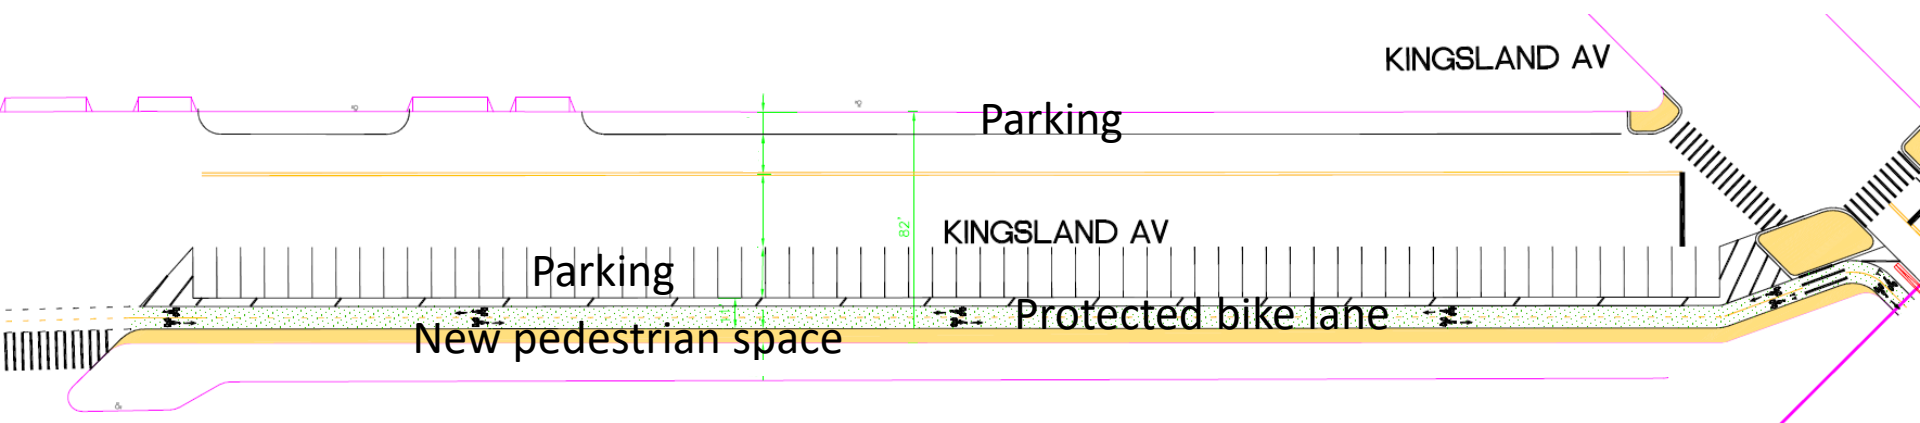 KINGSLAND AV
Parking
KINGSLAND AV
82'
Parking
Protected bike lane
New pedestrian space